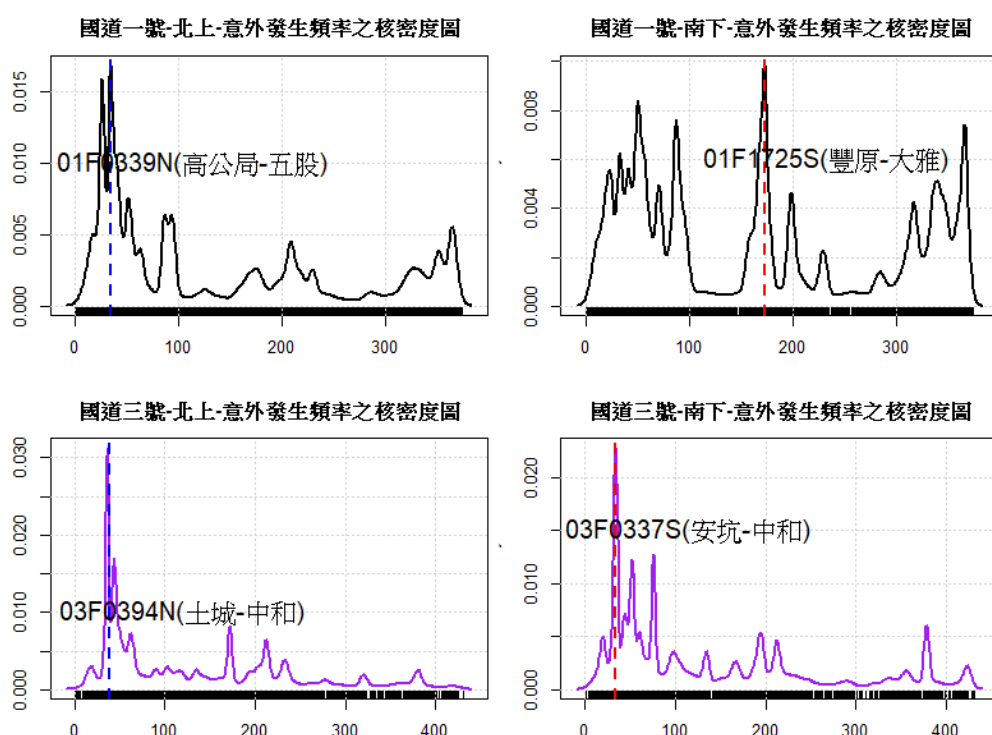 國道一號-北上-意外發生頻率之核密度圖
0.015
0.010
0.005
0.000
01F0339N(高公局-五股)
0 100 200 300
國道一號-南下-意外發生頻率之核密度圖
0.008
0.004
0.000
01F1725S(豐原-大雅)
0 100 200 300
國道三號-北上-意外發生頻率之核密度圖
0.030
0.020
0.010
0.000
03F0394N(土城-中和)
0 100 200 300 400
國道三號-南下-意外發生頻率之核密度圖
0.020
0.010
0.000
03F0337S(安坑-中和)
0 100 200 300 400